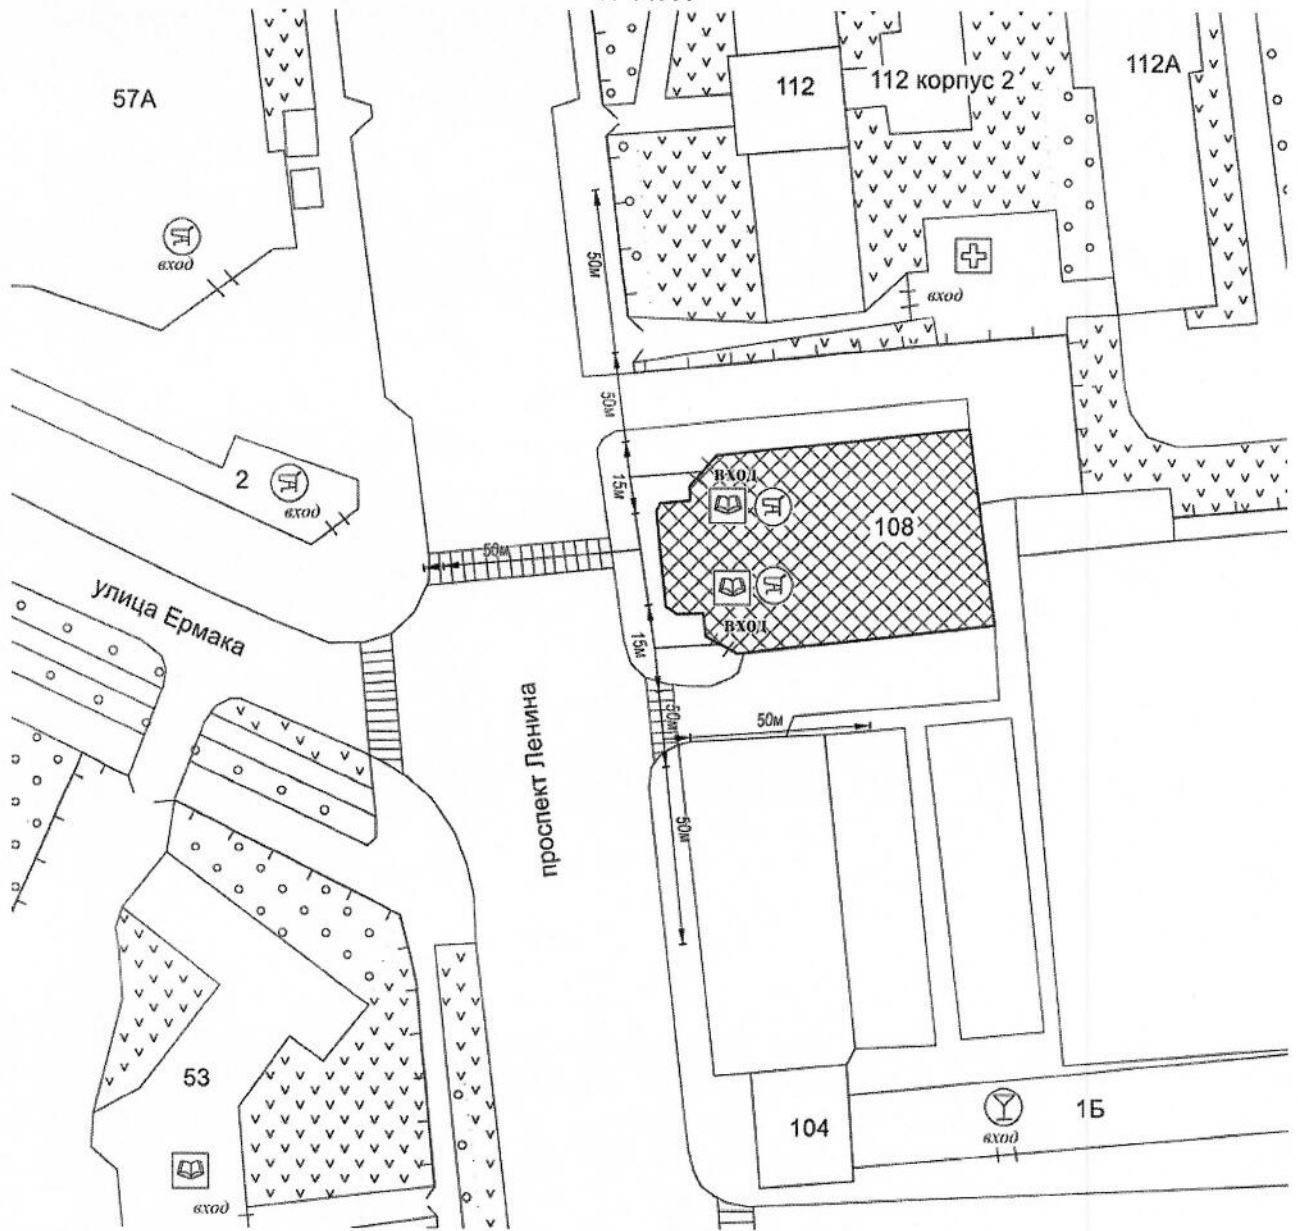 57А
112
112 корпус 2
112А
вход
50м
вход
50м
2
вход
вход
15м
108
50м
улица Ермака
вход
15м
проспект Ленина
50м
50м
50м
53
вход
104
1Б
вход